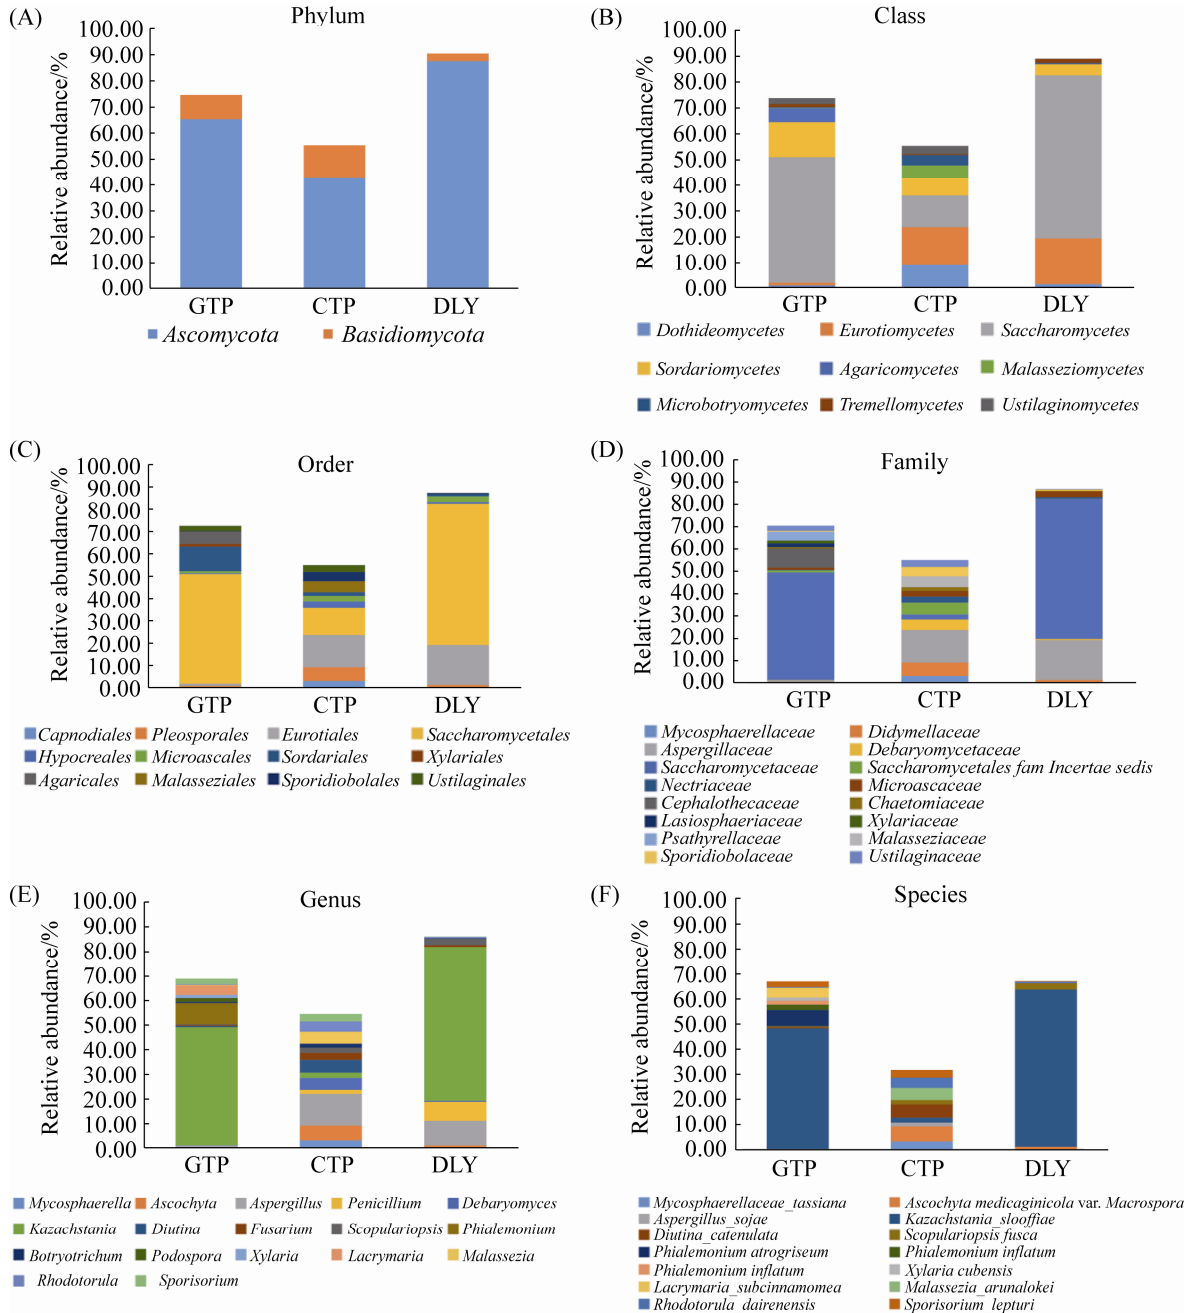 (A)
Phylum
Relative abundance/%
100.00
90.00
80.00
70.00
60.00
50.00
40.00
30.00
20.00
10.00
0.00
GTP CTP DLY
Ascomycota Basidiomycota
(B)
Class
Relative abundance/%
100.00
90.00
80.00
70.00
60.00
50.00
40.00
30.00
20.00
10.00
0.00
GTP CTP DLY
Dothideomycetes Eurotiomycetes Saccharomycetes
Sordariomycetes Agaricomycetes Malasseziomycetes
Microbotryomycetes Tremellomycetes Ustilaginomycetes
(C)
Order
Relative abundance/%
100.00
90.00
80.00
70.00
60.00
50.00
40.00
30.00
20.00
10.00
0.00
GTP CTP DLY
Capnodiales Pleosporales Eurotiales Saccharomycetales
Hypocreales Microascales Sordariales Xylariales
Agaricales Malasseziales Sporidiobolales Ustilaginales
(D)
Family
Relative abundance/%
100.00
90.00
80.00
70.00
60.00
50.00
40.00
30.00
20.00
10.00
0.00
GTP CTP DLY
Mycosphaerellaceae Didymellaceae
Aspergillaceae Debaryomycetaceae
Saccharomycetaceae Saccharomycetales fam Incertae sedis
Nectriaceae Microascaceae
Cephalothecaceae Chaetomiaceae
Lasiosphaeriaceae Xylariaceae
Psathyrellaceae Malasseziaceae
Sporidiobolaceae Ustilaginaceae
(E)
Genus
Relative abundance/%
100.00
90.00
80.00
70.00
60.00
50.00
40.00
30.00
20.00
10.00
0.00
GTP CTP DLY
Mycosphaerella Ascochyta Aspergillus Penicillium Debaryomyces
Kazachstania Diutina Fusarium Scopulariopsis Phialemonium
Botryotrichum Podospora Xylaria Lacrymaria Malassezia
Rhodotorula Sporisorium
(F)
Species
Relative abundance/%
100.00
90.00
80.00
70.00
60.00
50.00
40.00
30.00
20.00
10.00
0.00
GTP CTP DLY
Mycosphaerellaceae_tassiana Ascochyta medicaginicola var. Macrospora
Aspergillus_sojae Kazachstania_slooffiae
Diutina_catenulata Scopulariopsis fusca
Phialemonium atrogriseum Phialemonium inflatum
Phialemonium inflatum Xylaria cubensis
Lacrymaria_subcinnamomea Malassezia_arunalokei
Rhodotorula_dairenensis Sporisorium_lepturi